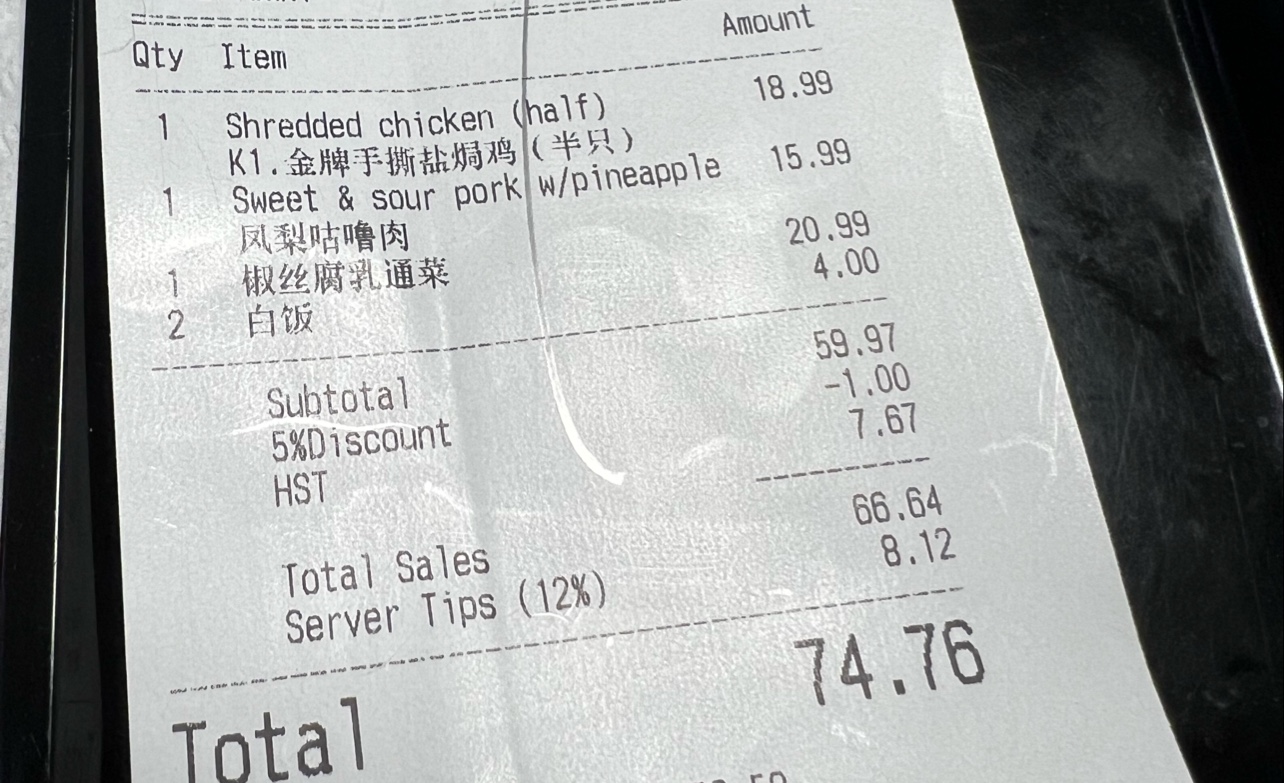 Qty Item Amount
1 Shredded chicken (half) 18.99
K1.金牌手撕盐焗鸡(半只)
1 Sweet & sour pork w/pineapple 15.99
凤梨咕噜肉
1 椒丝腐乳通菜 20.99
2 白饭 4.00
Subtotal 59.97
5%Discount -1.00
HST 7.67
Total Sales 66.64
Server Tips (12%) 8.12
Total 74.76